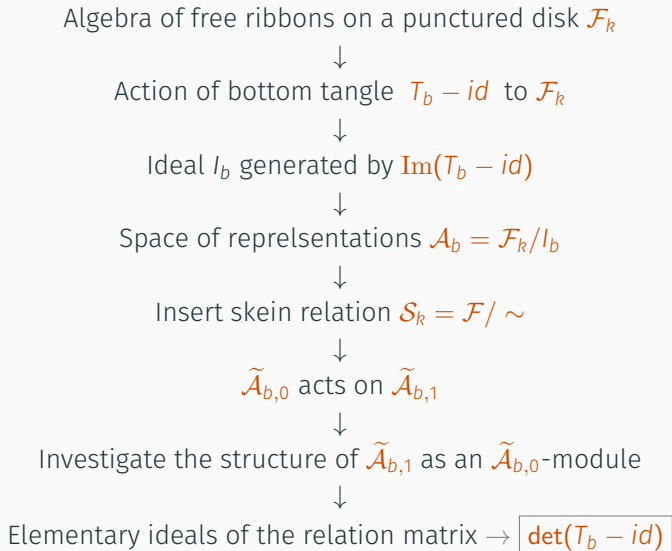 Algebra of free ribbons on a punctured disk $\mathcal{F}_k$
↓
Action of bottom tangle $T_b - id$ to $\mathcal{F}_k$
↓
Ideal $I_b$ generated by $\mathrm{Im}(T_b - id)$
↓
Space of reprelsentations $\mathcal{A}_b = \mathcal{F}_k/I_b$
↓
Insert skein relation $\mathcal{S}_k = \mathcal{F}/\sim$
↓
$\widetilde{\mathcal{A}}_{b,0}$ acts on $\widetilde{\mathcal{A}}_{b,1}$
↓
Investigate the structure of $\widetilde{\mathcal{A}}_{b,1}$ as an $\widetilde{\mathcal{A}}_{b,0}$-module
↓
Elementary ideals of the relation matrix → $\det(T_b - id)$